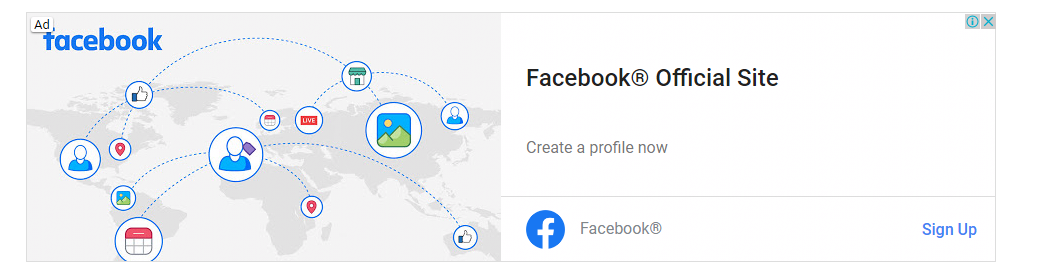 Ad
facebook
LIVE
Facebook® Official Site
Create a profile now
Facebook®
Sign Up